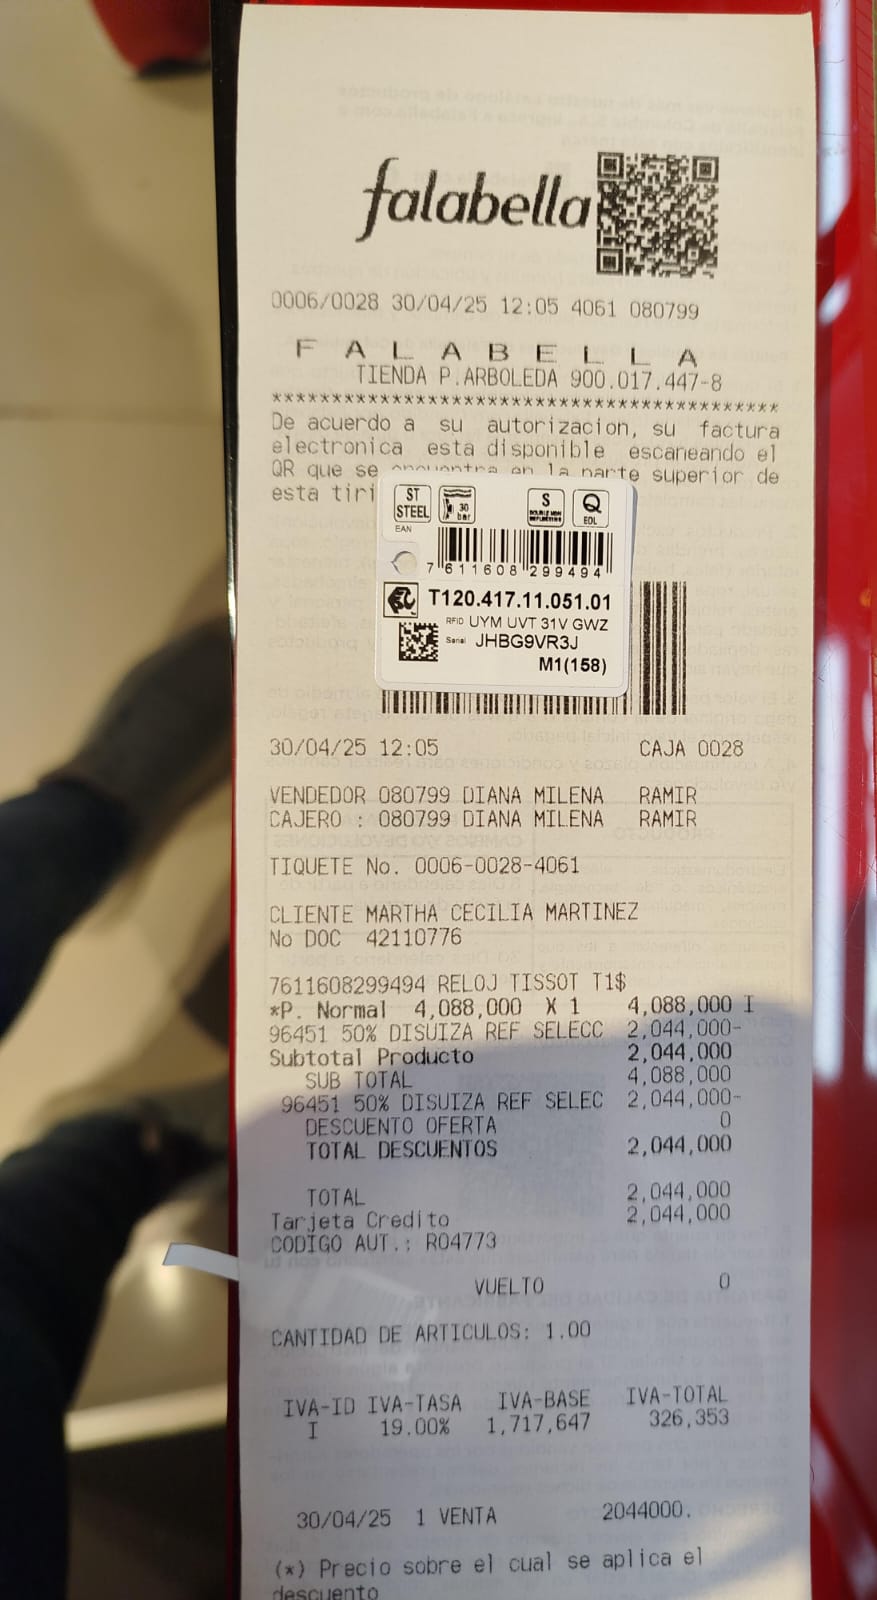 falabella
0006/0028 30/04/25 12:05 4061 080799
F A L A B E L L A
TIENDA P.ARBOLEDA 900.017.447-8
******************************************
De acuerdo a su autorizacion, su factura
electronica esta disponible escaneando el
QR que se encuentra en la parte superior de
esta tiri
ST
STEEL
30
bar
S
Q
EOL
EAN
7 611608 299494
T120.417.11.051.01
RFID UYM UVT 31V GWZ
Serial JHBG9VR3J
M1(158)
30/04/25 12:05 CAJA 0028
VENDEDOR 080799 DIANA MILENA RAMIR
CAJERO : 080799 DIANA MILENA RAMIR
TIQUETE No. 0006-0028-4061
CLIENTE MARTHA CECILIA MARTINEZ
No DOC 42110776
7611608299494 RELOJ TISSOT T1$
*P. Normal 4,088,000 X 1 4,088,000 I
96451 50% DISUIZA REF SELECC 2,044,000-
Subtotal Producto 2,044,000
SUB TOTAL 4,088,000
96451 50% DISUIZA REF SELEC 2,044,000-
DESCUENTO OFERTA 0
TOTAL DESCUENTOS 2,044,000
TOTAL 2,044,000
Tarjeta Credito 2,044,000
CODIGO AUT.: R04773
VUELTO 0
CANTIDAD DE ARTICULOS: 1.00
IVA-ID IVA-TASA IVA-BASE IVA-TOTAL
I 19.00% 1,717,647 326,353
30/04/25 1 VENTA 2044000.
(*) Precio sobre el cual se aplica el
descuento